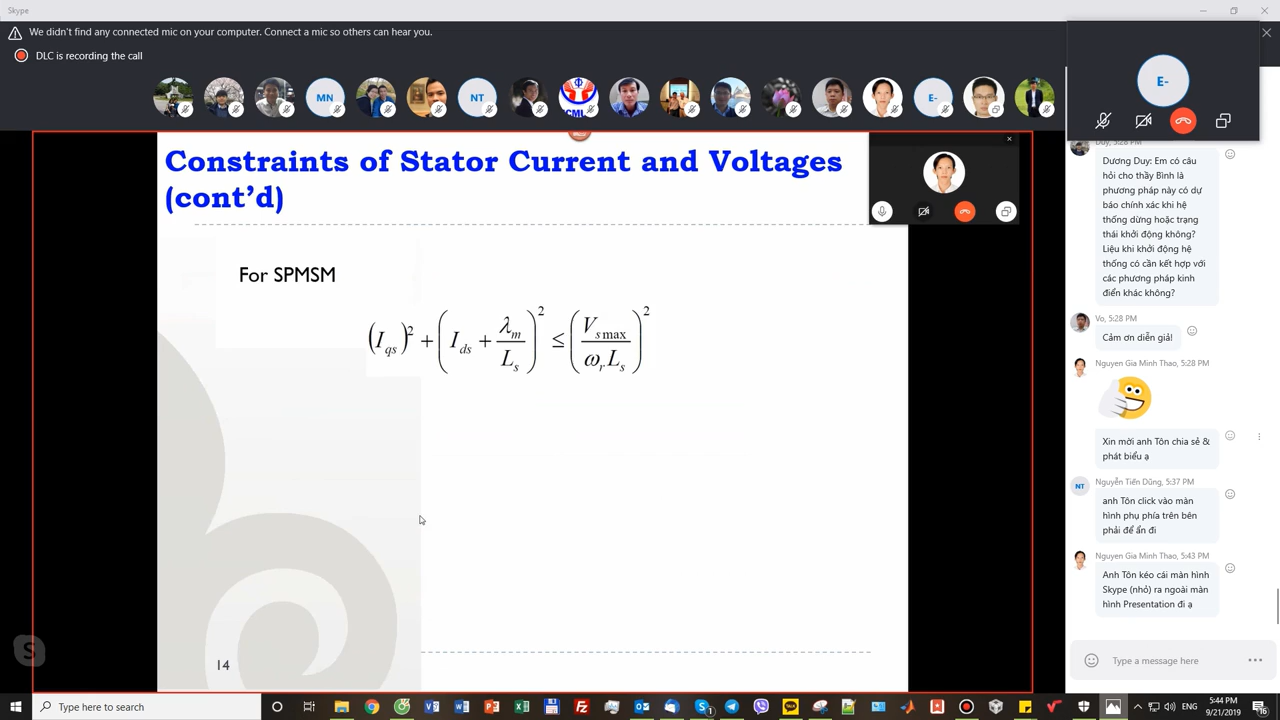 Skype
We didn't find any connected mic on your computer. Connect a mic so others can hear you.
DLC is recording the call
MN
NT
E-
E-
Constraints of Stator Current and Voltages
(cont'd)
For SPMSM
(I_qs)^2 + (I_ds + λ_m / L_s)^2 ≤ (V_s max / ω_r L_s)^2
14
Duy, 5:28 PM
Dương Duy: Em có câu
hỏi cho thầy Bình là
phương pháp này có dự
báo chính xác khi hệ
thống dừng hoặc trạng
thái khởi động không?
Liệu khi khởi động hệ
thống có cần kết hợp với
các phương pháp kinh
điển khác không?
Vo, 5:28 PM
Cảm ơn diễn giả!
Nguyen Gia Minh Thao, 5:28 PM
Xin mời anh Tôn chia sẻ &
phát biểu ạ
NT
Nguyễn Tiến Dũng, 5:37 PM
anh Tôn click vào màn
hình phụ phía trên bên
phải để ẩn đi
Nguyen Gia Minh Thao, 5:43 PM
Anh Tôn kéo cái màn hình
Skype (nhỏ) ra ngoài màn
hình Presentation đi ạ
Type a message here
Type here to search
ENG
5:44 PM
9/21/2019